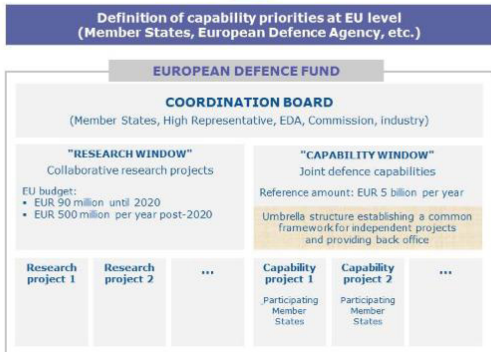 Definition of capability priorities at EU level
(Member States, European Defence Agency, etc.)
EUROPEAN DEFENCE FUND
COORDINATION BOARD
(Member States, High Representative, EDA, Commission, industry)
"RESEARCH WINDOW"
Collaborative research projects
EU budget:
• EUR 90 million until 2020
• EUR 500 million per year post-2020
"CAPABILITY WINDOW"
Joint defence capabilities
Reference amount: EUR 5 billion per year
Umbrella structure establishing a common
framework for independent projects
and providing back office
Research
project 1
Research
project 2
...
Capability
project 1
Participating
Member
States
Capability
project 2
Participating
Member
States
...